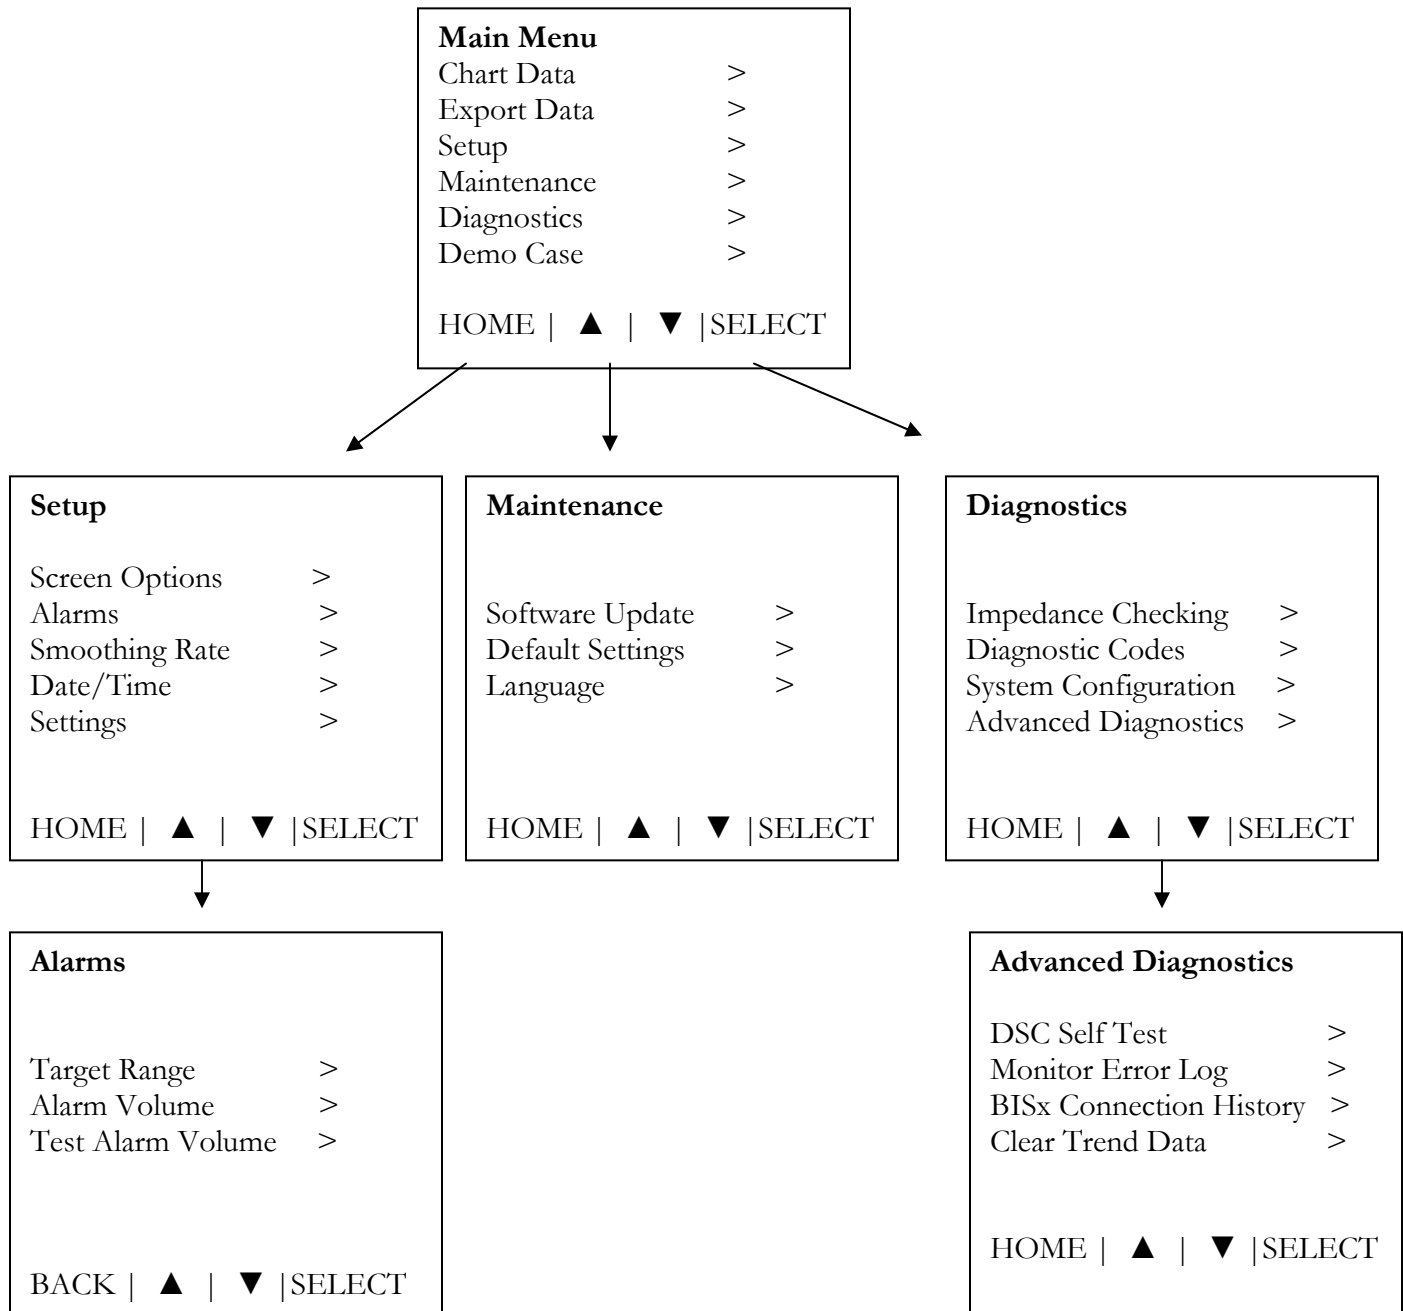 Main Menu
Chart Data >
Export Data >
Setup >
Maintenance >
Diagnostics >
Demo Case >
HOME | ▲ | ▼ |SELECT
Setup
Screen Options >
Alarms >
Smoothing Rate >
Date/Time >
Settings >
HOME | ▲ | ▼ |SELECT
Maintenance
Software Update >
Default Settings >
Language >
HOME | ▲ | ▼ |SELECT
Diagnostics
Impedance Checking >
Diagnostic Codes >
System Configuration >
Advanced Diagnostics >
HOME | ▲ | ▼ |SELECT
Alarms
Target Range >
Alarm Volume >
Test Alarm Volume >
BACK | ▲ | ▼ |SELECT
Advanced Diagnostics
DSC Self Test >
Monitor Error Log >
BISx Connection History >
Clear Trend Data >
HOME | ▲ | ▼ |SELECT